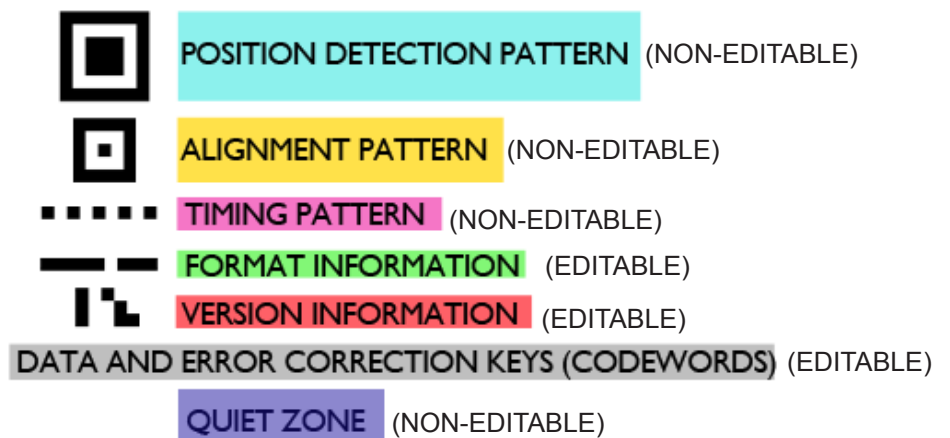 POSITION DETECTION PATTERN (NON-EDITABLE)
ALIGNMENT PATTERN (NON-EDITABLE)
TIMING PATTERN (NON-EDITABLE)
FORMAT INFORMATION (EDITABLE)
VERSION INFORMATION (EDITABLE)
DATA AND ERROR CORRECTION KEYS (CODEWORDS) (EDITABLE)
QUIET ZONE (NON-EDITABLE)